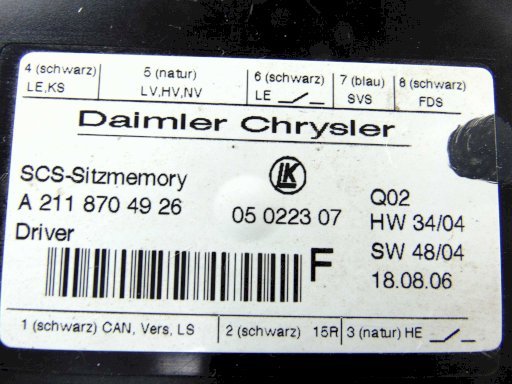 4 (schwarz) 5 (natur) 6 (schwarz) 7 (blau) 8 (schwarz)
LE,KS LV,HV,NV LE SVS FDS
Daimler Chrysler
SCS-Sitzmemory LK Q02
A 211 870 49 26 05 0223 07 HW 34/04
Driver SW 48/04
F 18.08.06
1 (schwarz) CAN, Vers, LS 2 (schwarz) 15R 3 (natur) HE